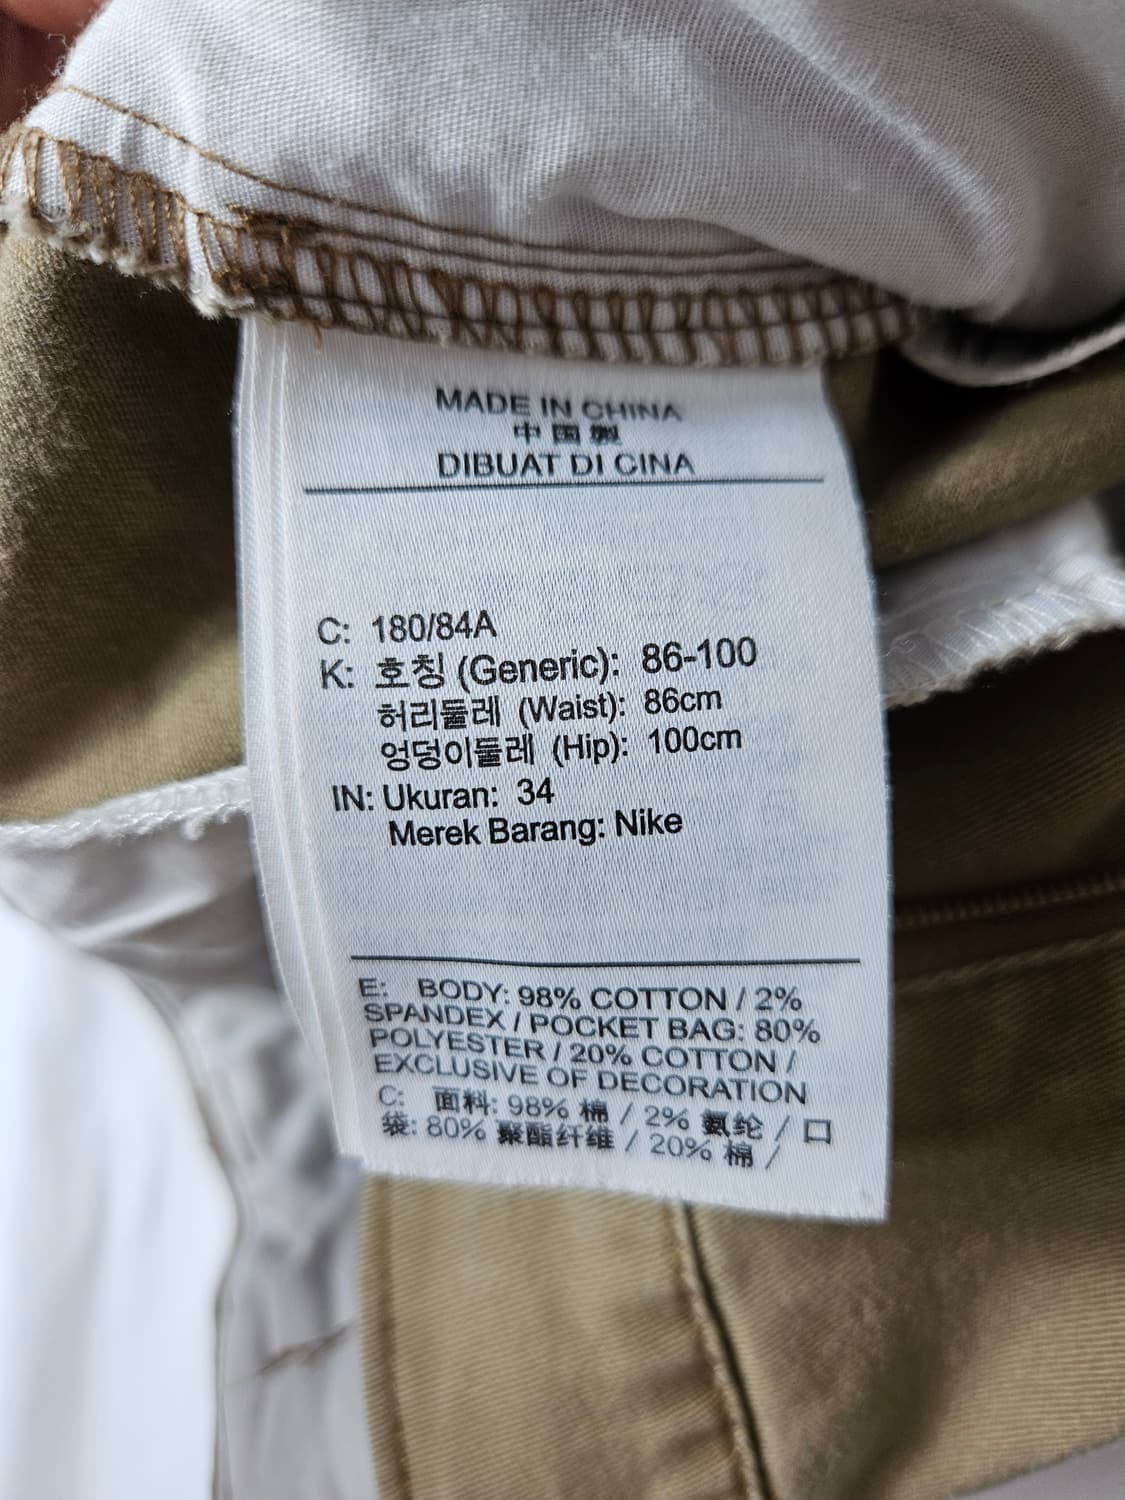 MADE IN CHINA
中国製
DIBUAT DI CINA
C: 180/84A
K: 호칭 (Generic): 86-100
허리둘레 (Waist): 86cm
엉덩이둘레 (Hip): 100cm
IN: Ukuran: 34
Merek Barang: Nike
E: BODY: 98% COTTON / 2%
SPANDEX / POCKET BAG: 80%
POLYESTER / 20% COTTON /
EXCLUSIVE OF DECORATION
C: 面料: 98% 棉 / 2% 氨纶 / 口
袋: 80% 聚酯纤维 / 20% 棉 /